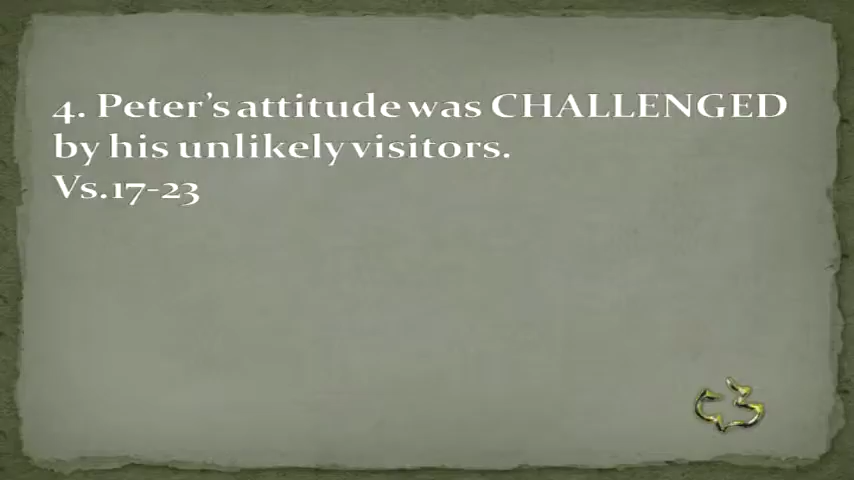 4. Peter's attitude was CHALLENGED
by his unlikely visitors.
Vs.17-23